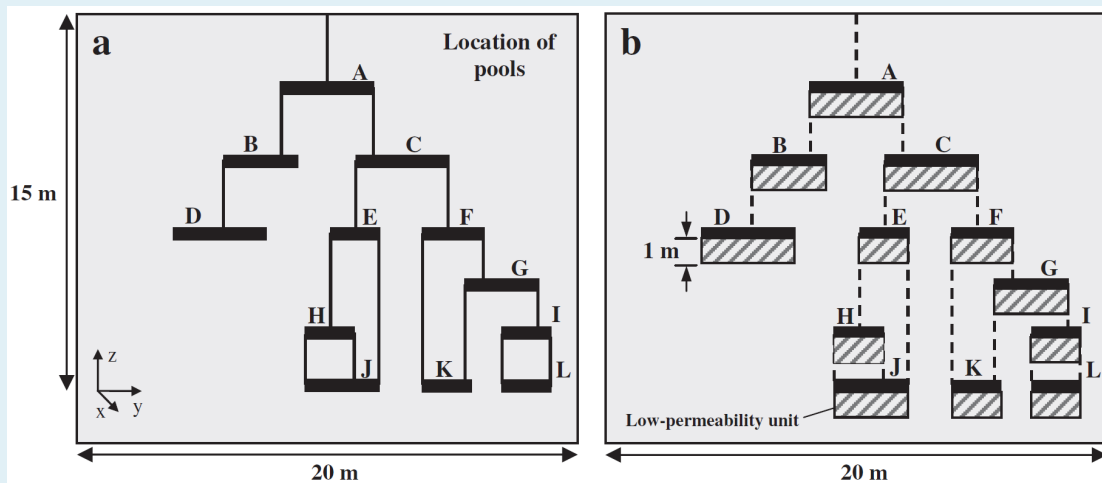 a
Location of
pools
A
B
C
D
E
F
G
H
I
J
K
L
15 m
z
x
y
20 m
b
A
B
C
D
E
F
1 m
G
H
I
J
K
L
Low-permeability unit
20 m